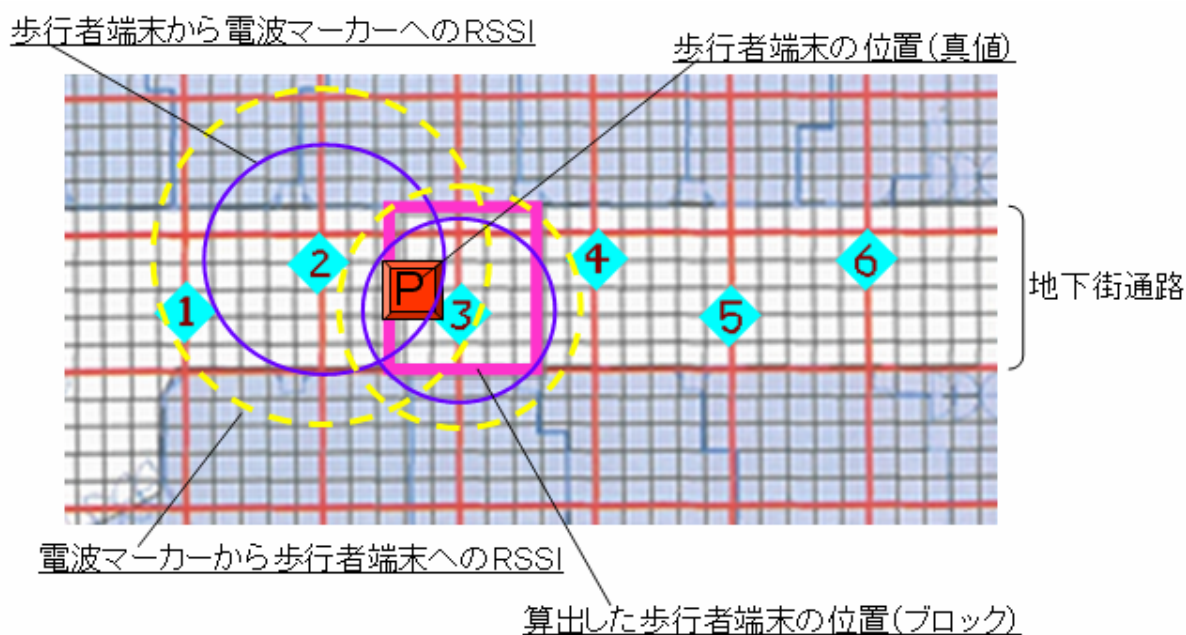 歩行者端末から電波マーカーへのRSSI
歩行者端末の位置(真値)
2
4
6
P
1
3
5
地下街通路
電波マーカーから歩行者端末へのRSSI
算出した歩行者端末の位置(ブロック)